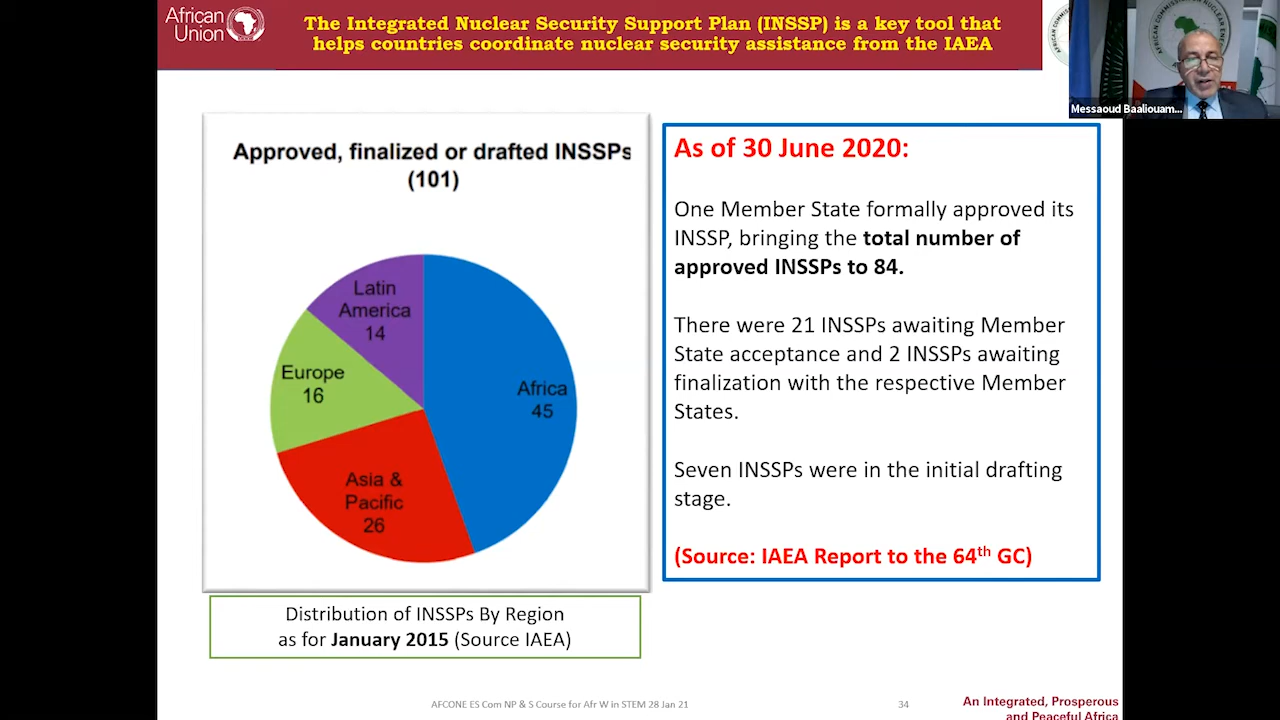 African
Union
The Integrated Nuclear Security Support Plan (INSSP) is a key tool that
helps countries coordinate nuclear security assistance from the IAEA
Messaoud Baaliouam...
Approved, finalized or drafted INSSPs
(101)
Latin
America
14
Europe
16
Africa
45
Asia &
Pacific
26
Distribution of INSSPs By Region
as for January 2015 (Source IAEA)
As of 30 June 2020:
One Member State formally approved its
INSSP, bringing the total number of
approved INSSPs to 84.
There were 21 INSSPs awaiting Member
State acceptance and 2 INSSPs awaiting
finalization with the respective Member
States.
Seven INSSPs were in the initial drafting
stage.
(Source: IAEA Report to the 64th GC)
AFCONE ES Com NP & S Course for Afr W in STEM 28 Jan 21
34
An Integrated, Prosperous
and Peaceful Africa